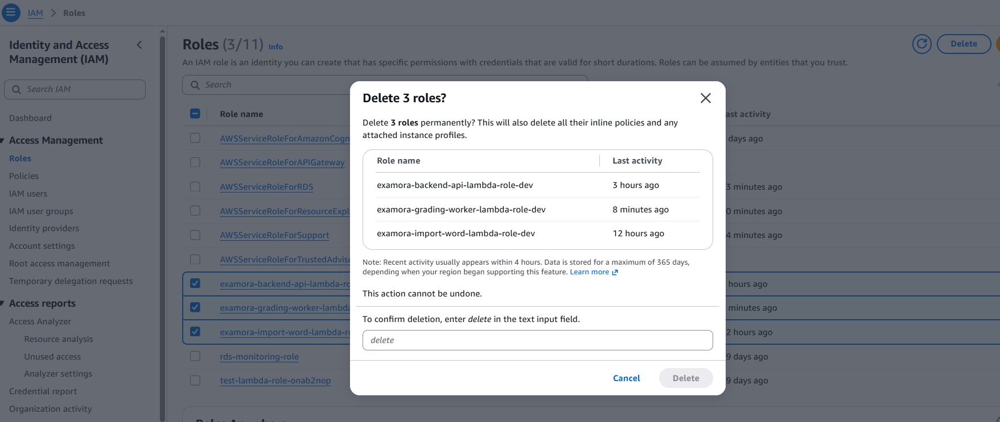 IAM > Roles
Identity and Access
Management (IAM)
Search IAM
Dashboard
Access Management
Roles
Policies
IAM users
IAM user groups
Identity providers
Account settings
Root access management
Temporary delegation requests
Access reports
Access Analyzer
Resource analysis
Unused access
Analyzer settings
Credential report
Organization activity
Roles (3/11) Info
Delete
An IAM role is an identity you can create that has specific permissions with credentials that are valid for short durations. Roles can be assumed by entities that you trust.
Search
Role name
ast activity
AWSServiceRoleForAmazonCogn
days ago
AWSServiceRoleForAPIGateway
AWSServiceRoleForRDS
3 minutes ago
AWSServiceRoleForResourceExpl
0 minutes ago
AWSServiceRoleForSupport
4 minutes ago
AWSServiceRoleForTrustedAdviso
examora-backend-api-lambda-ro
hours ago
examora-grading-worker-lambda
minutes ago
examora-import-word-lambda-ro
2 hours ago
rds-monitoring-role
9 days ago
test-lambda-role-onab2nop
9 days ago
Delete 3 roles?
Delete 3 roles permanently? This will also delete all their inline policies and any
attached instance profiles.
Role name Last activity
examora-backend-api-lambda-role-dev 3 hours ago
examora-grading-worker-lambda-role-dev 8 minutes ago
examora-import-word-lambda-role-dev 12 hours ago
Note: Recent activity usually appears within 4 hours. Data is stored for a maximum of 365 days,
depending when your region began supporting this feature. Learn more
This action cannot be undone.
To confirm deletion, enter delete in the text input field.
delete
Cancel Delete